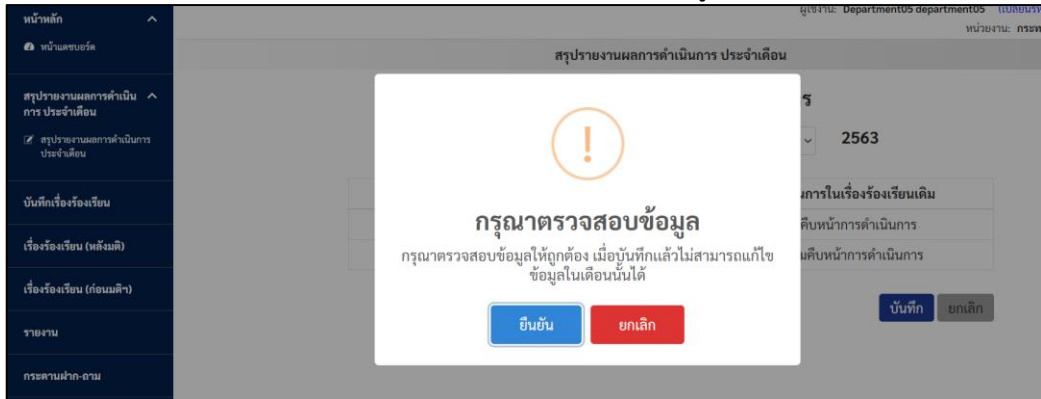 หน้าหลัก
หน้าแดชบอร์ด
สรุปรายงานผลการดำเนิน
การ ประจำเดือน
สรุปรายงานผลการดำเนินการ
ประจำเดือน
บันทึกเรื่องร้องเรียน
เรื่องร้องเรียน (หลังมติ)
เรื่องร้องเรียน (ก่อนมติฯ)
รายงาน
กระดานฝาก-ถาม
ผู้ใช้งาน: Department05 department05
หน่วยงาน:
สรุปรายงานผลการดำเนินการ ประจำเดือน
2563
การในเรื่องร้องเรียนเดิม
คืบหน้าการดำเนินการ
คืบหน้าการดำเนินการ
บันทึก ยกเลิก
!
กรุณาตรวจสอบข้อมูล
กรุณาตรวจสอบข้อมูลให้ถูกต้อง เมื่อบันทึกแล้วไม่สามารถแก้ไข
ข้อมูลในเดือนนั้นได้
ยืนยัน ยกเลิก